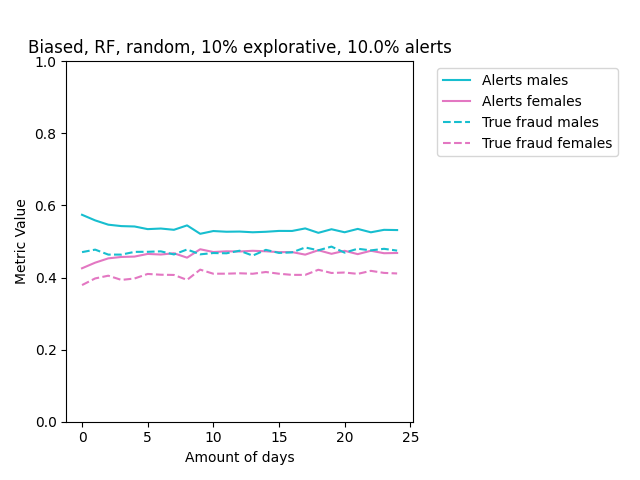 Biased, RF, random, 10% explorative, 10.0% alerts
1.0
0.8
0.6
0.4
0.2
0.0
Metric Value
0 5 10 15 20 25
Amount of days
Alerts males
Alerts females
True fraud males
True fraud females